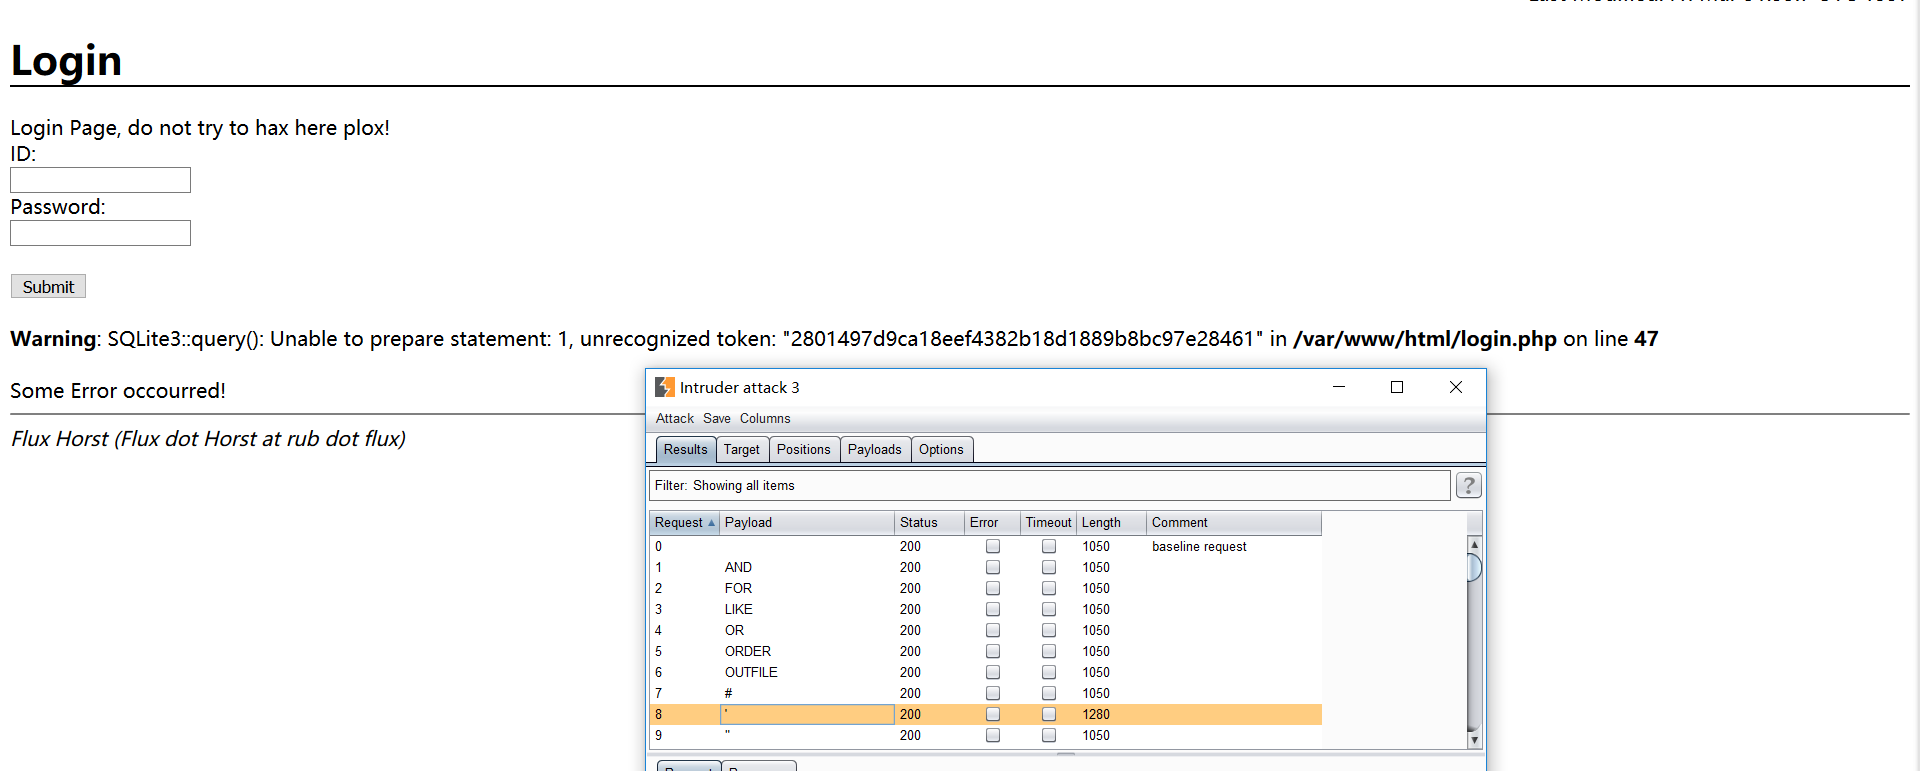 Login
Login Page, do not try to hax here plox!
ID:
Password:
Submit
Warning: SQLite3::query(): Unable to prepare statement: 1, unrecognized token: "2801497d9ca18eef4382b18d1889b8bc97e28461" in /var/www/html/login.php on line 47
Some Error occourred!
Flux Horst (Flux dot Horst at rub dot flux)
Intruder attack 3
Attack Save Columns
Results Target Positions Payloads Options
Filter: Showing all items
?
Request Payload Status Error Timeout Length Comment
0 200 1050 baseline request
1 AND 200 1050
2 FOR 200 1050
3 LIKE 200 1050
4 OR 200 1050
5 ORDER 200 1050
6 OUTFILE 200 1050
7 # 200 1050
8 ' 200 1280
9 " 200 1050